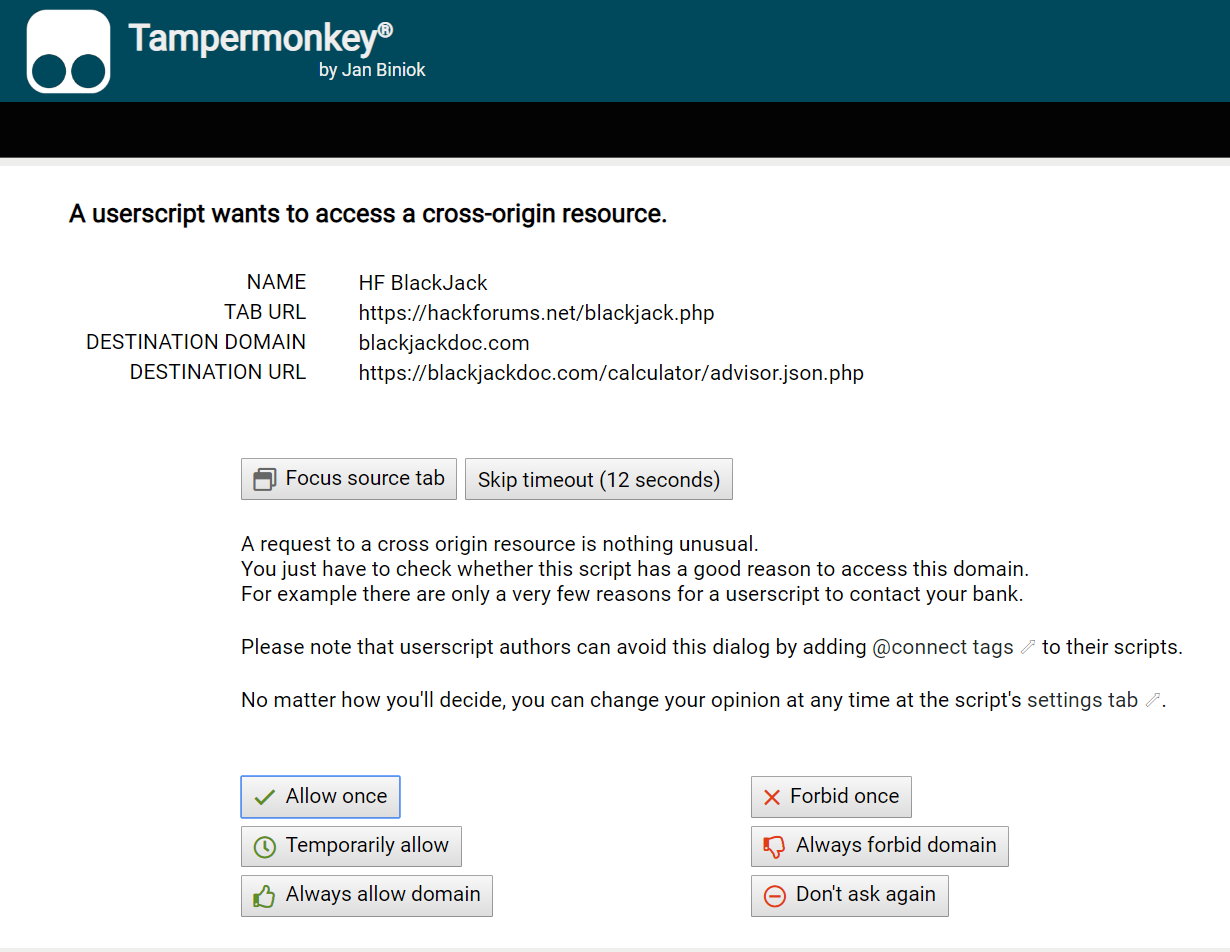 Tampermonkey®
by Jan Biniok
A userscript wants to access a cross-origin resource.
NAME HF BlackJack
TAB URL https://hackforums.net/blackjack.php
DESTINATION DOMAIN blackjackdoc.com
DESTINATION URL https://blackjackdoc.com/calculator/advisor.json.php
Focus source tab Skip timeout (12 seconds)
A request to a cross origin resource is nothing unusual.
You just have to check whether this script has a good reason to access this domain.
For example there are only a very few reasons for a userscript to contact your bank.
Please note that userscript authors can avoid this dialog by adding @connect tags to their scripts.
No matter how you'll decide, you can change your opinion at any time at the script's settings tab .
Allow once Forbid once
Temporarily allow Always forbid domain
Always allow domain Don't ask again